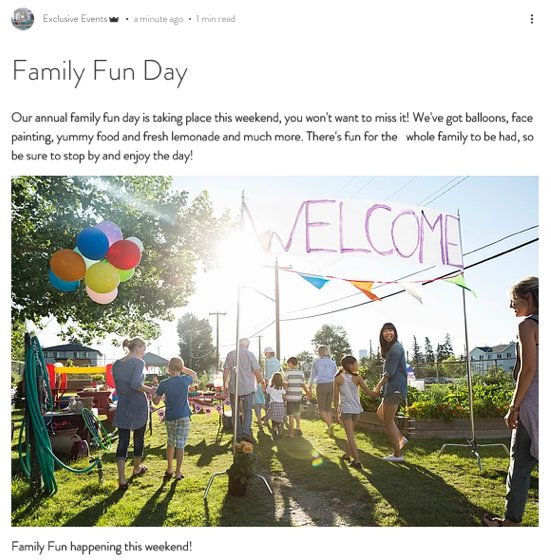 Exclusive Events • a minute ago • 1 min read
Family Fun Day
Our annual family fun day is taking place this weekend, you won't want to miss it! We've got balloons, face
painting, yummy food and fresh lemonade and much more. There's fun for the whole family to be had, so
be sure to stop by and enjoy the day!
WELCOME
Family Fun happening this weekend!